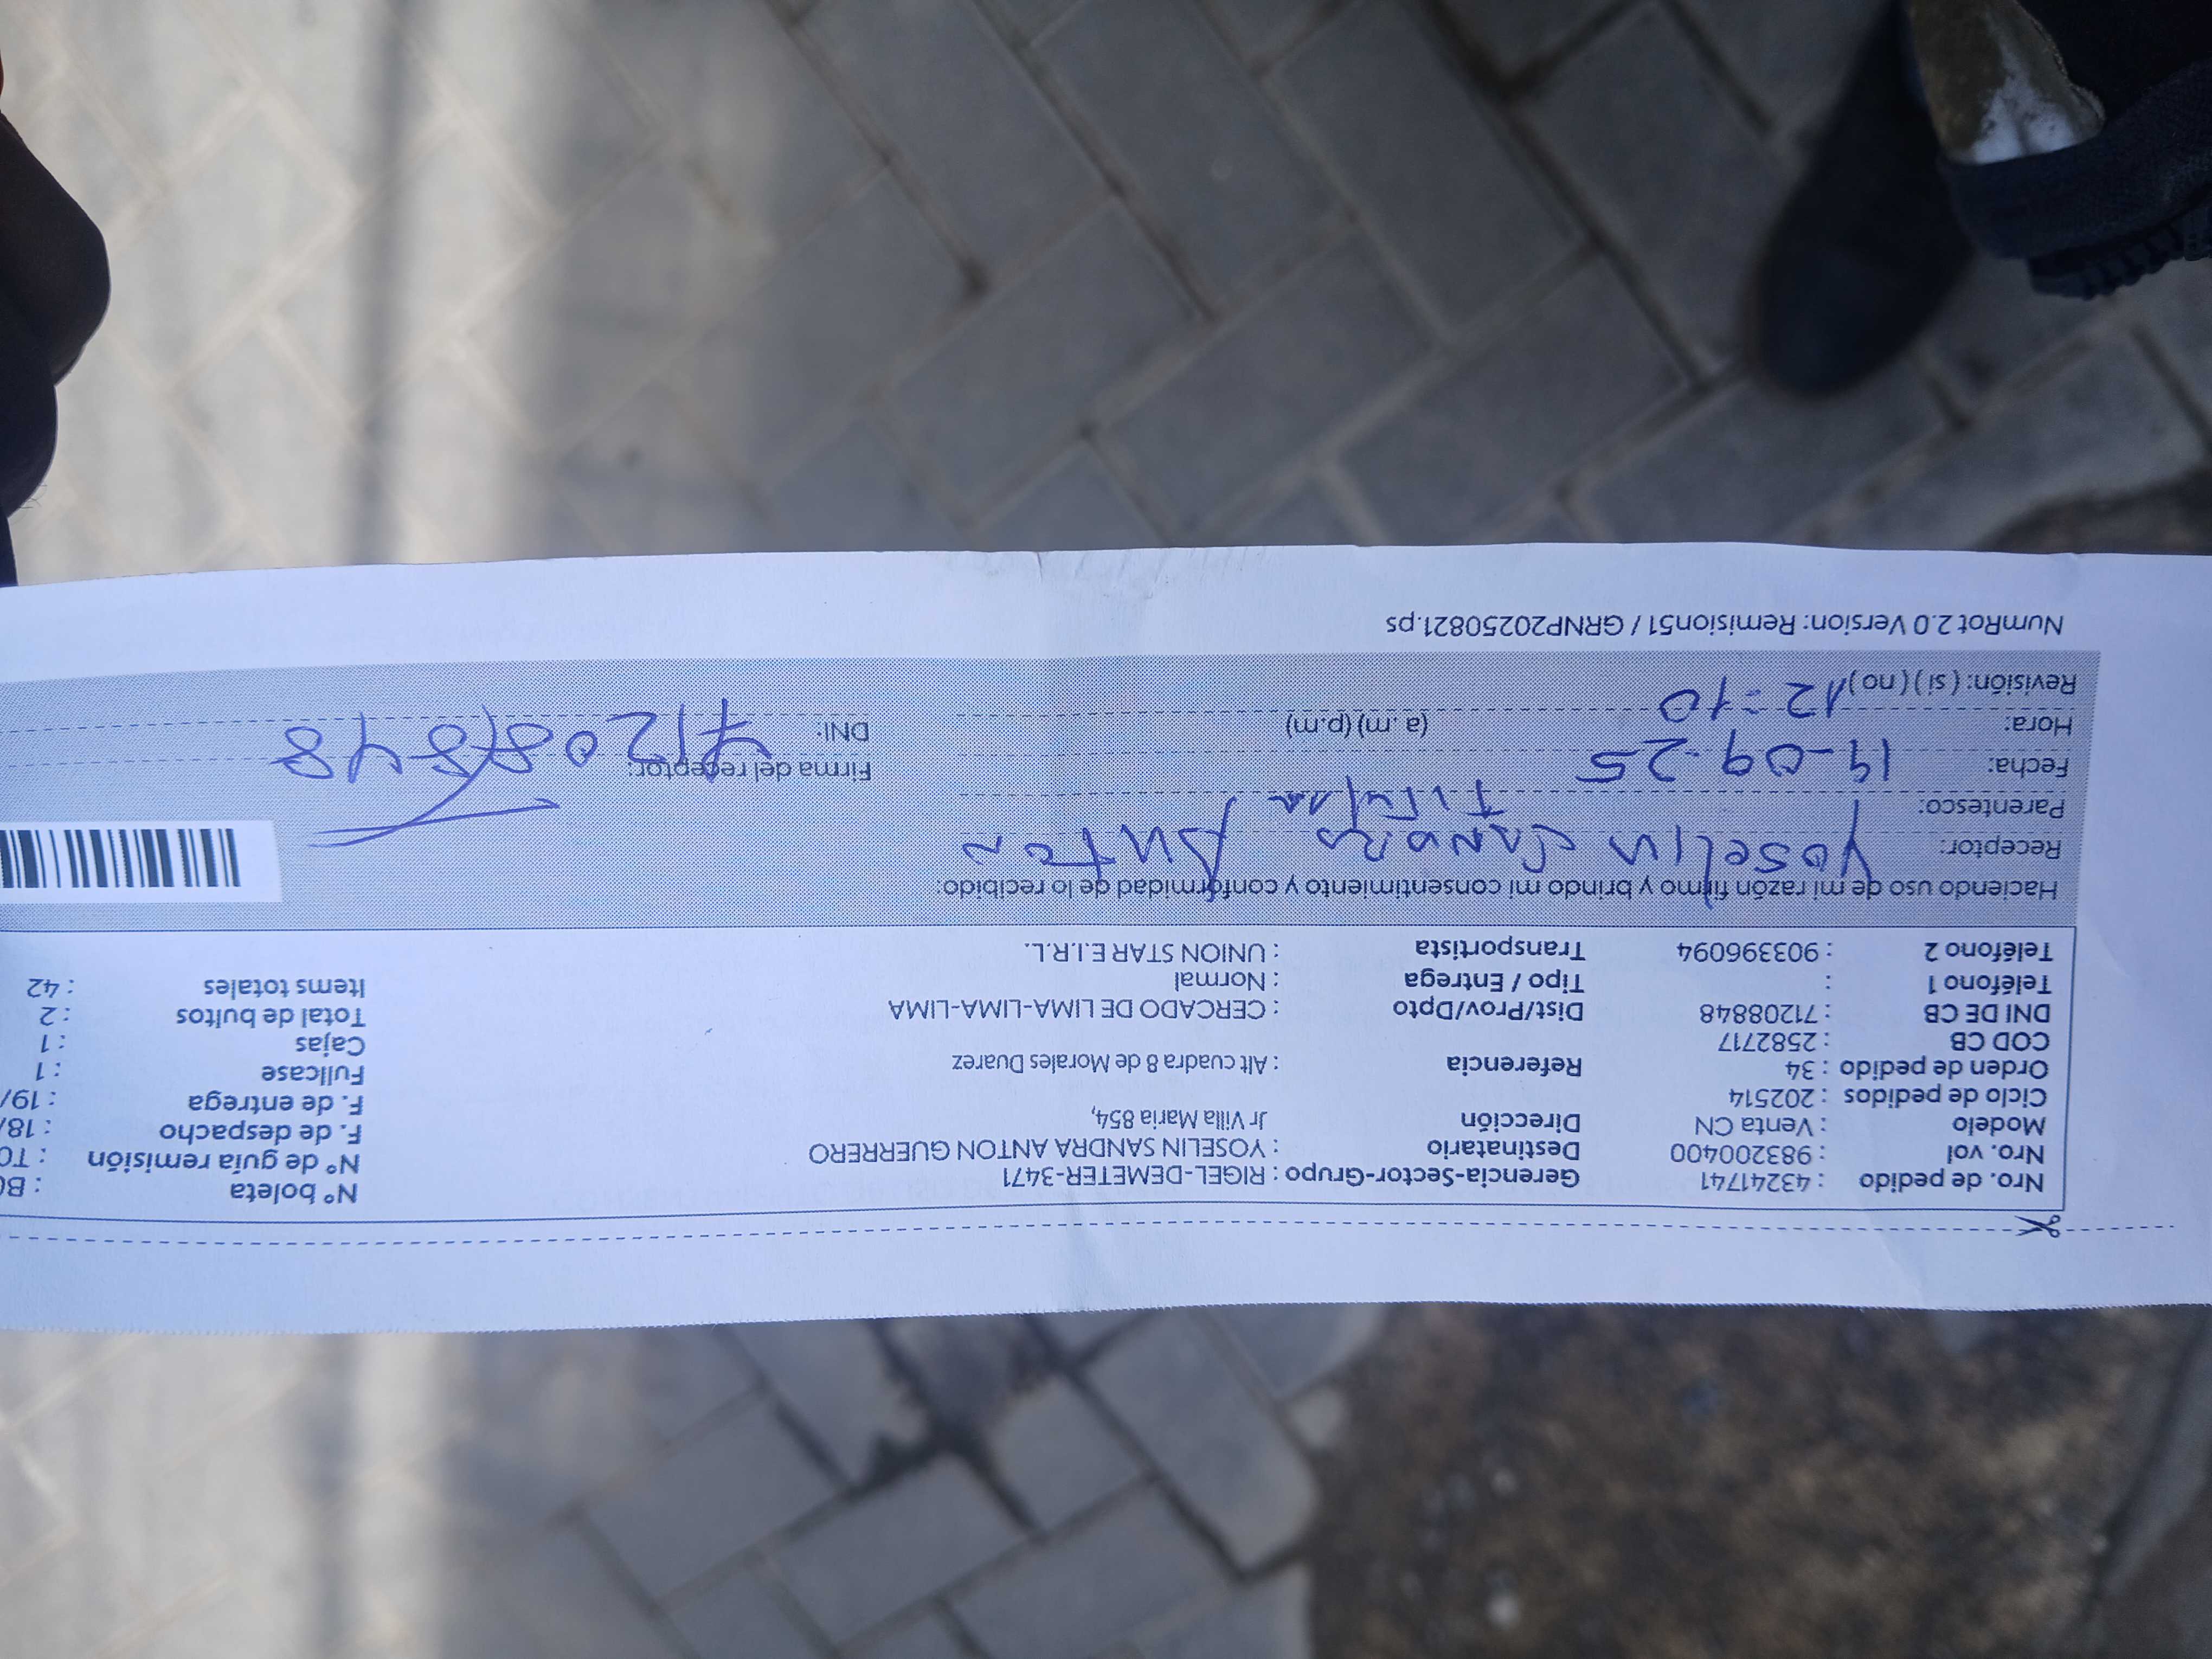 Nro. de pedido : 43241741 Gerencia-Sector-Grupo : RIGEL-DEMETER-3471 N° boleta : B0
Nro. vol : 983200400 Destinatario : YOSELIN SANDRA ANTON GUERRERO N° de guía remisión : T0
Modelo : Venta CN Dirección Jr Villa Maria 854, F. de despacho : 18/
Ciclo de pedidos : 202514 F. de entrega : 19/
Orden de pedido : 34 Referencia : Alt cuadra 8 de Morales Duarez Fullcase : 1
COD CB : 2582717 Cajas : 1
DNI DE CB : 71208848 Dist/Prov/Dpto : CERCADO DE LIMA-LIMA-LIMA Total de bultos : 2
Teléfono 1 : Tipo / Entrega : Normal Items totales : 42
Teléfono 2 : 903396094 Transportista : UNION STAR E.I.R.L.
Haciendo uso de mi razón firmo y brindo mi consentimiento y conformidad de lo recibido:
Receptor: Yoselin Anton
Parentesco: Titular
Fecha: 19-09-25 Firma del receptor:
Hora: 12:10 (a.m) (p.m) DNI: 71208848
Revisión: (si) (no)
NumRot 2.0 Version: Remision51 / GRNP20250821.ps